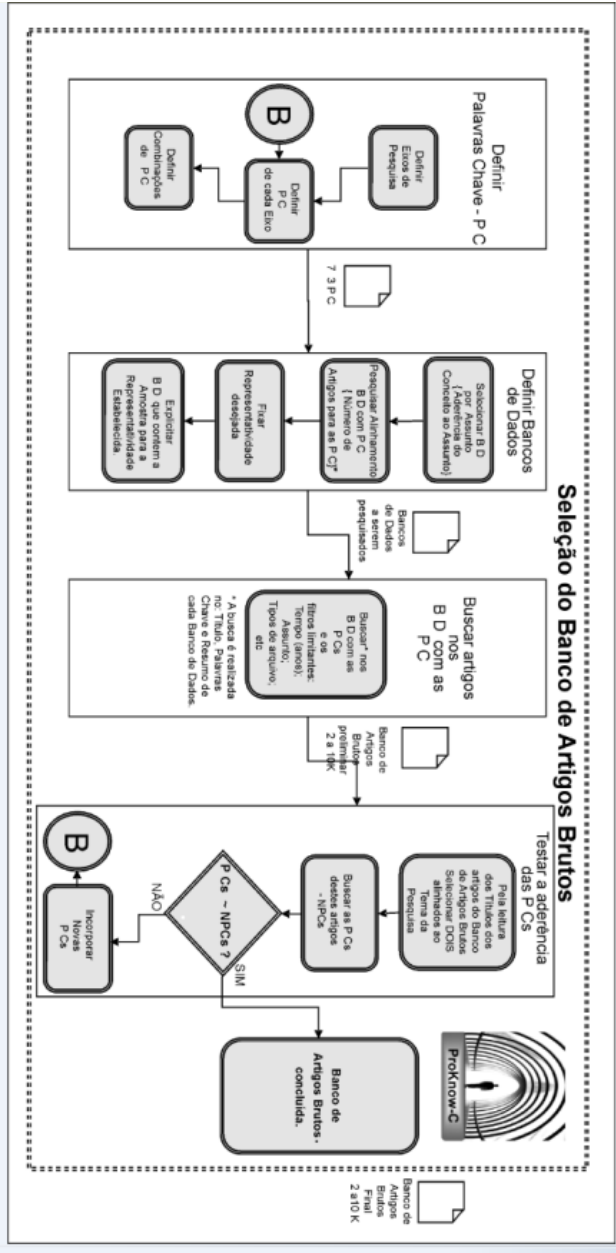 Seleção do Banco de Artigos Brutos
Definir
Palavras Chave - P C
Definir
Eixos de
Pesquisa
B
Definir
P C
de cada Eixo
Definir
Combinações
de P C
7 3 P C
Definir Bancos
de Dados
Selecionar B D
por Assunto
{ Aderência do
Conceito ao Assunto}
Pesquisar Alinhamento
B D com P C
{ Número de
Artigos para as P C}*
Fixar
Representatividade
desejada
Explicitar
B D que contem a
Amostra para a
Representatividade
Estabelecida.
Bancos
de Dados
a serem
pesquisados
Buscar artigos
nos
B D com as
P C
Buscar* nos
B D com as
P Cs
e os
filtros limitantes:
Tempo (anos);
Assunto;
Tipos de arquivo;
etc
* A busca é realizada
no: Título, Palavras
Chave e Resumo de
cada Banco de Dados.
Banco de
Artigos
Brutos
preliminar
2 a 10K
Testar a aderência
das P Cs
Pela leitura
dos Títulos dos
artigos do Banco
de Artigos Brutos
Selecionar DOIS
alinhados ao
Tema da
Pesquisa
Buscar as P Cs
destes artigos
- NPCs
P Cs ~ NPCs ?
SIM
NÃO
Incorporar
Novas
P Cs
B
ProKnow-C
Banco de
Artigos Brutos -
concluida.
Banco de
Artigos
Brutos
Final
2 a10 K